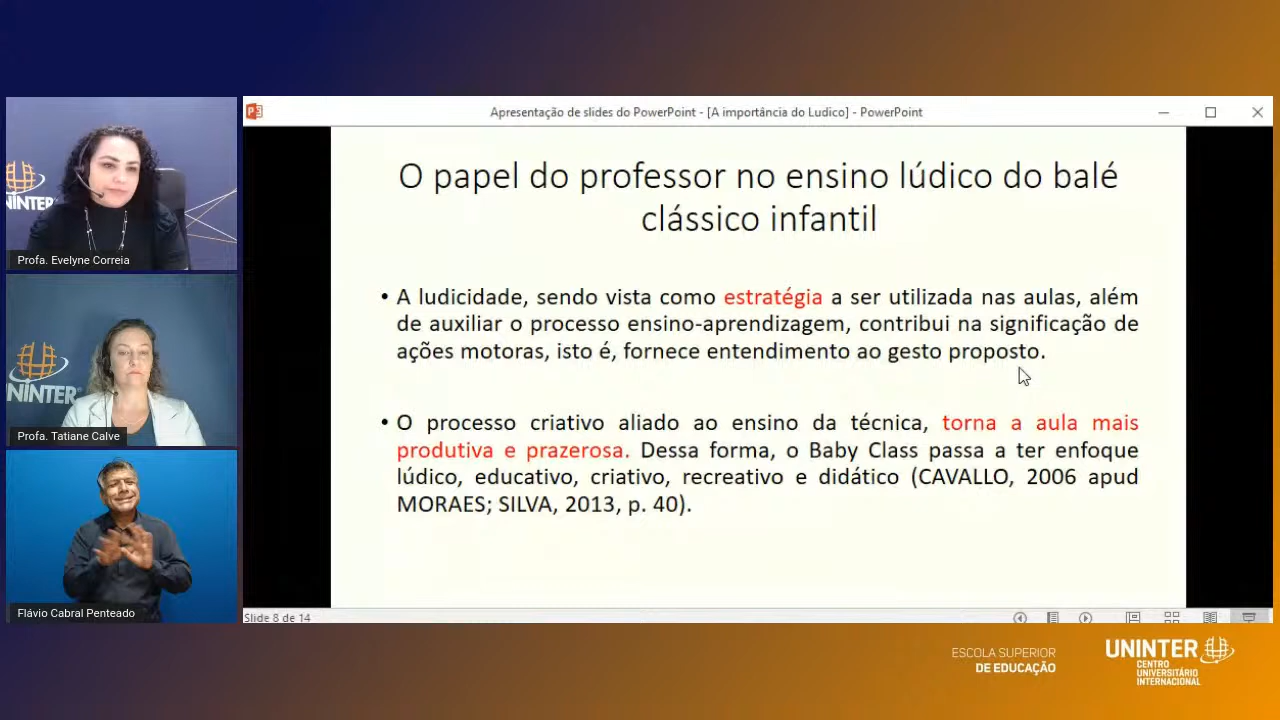 Apresentação de slides do PowerPoint - [A importância do Ludico] - PowerPoint
UNINTER
Profa. Evelyne Correia
UNINTER
Profa. Tatiane Calve
Flávio Cabral Penteado
O papel do professor no ensino lúdico do balé
clássico infantil
• A ludicidade, sendo vista como estratégia a ser utilizada nas aulas, além
de auxiliar o processo ensino-aprendizagem, contribui na significação de
ações motoras, isto é, fornece entendimento ao gesto proposto.
• O processo criativo aliado ao ensino da técnica, torna a aula mais
produtiva e prazerosa. Dessa forma, o Baby Class passa a ter enfoque
lúdico, educativo, criativo, recreativo e didático (CAVALLO, 2006 apud
MORAES; SILVA, 2013, p. 40).
Slide 8 de 14
ESCOLA SUPERIOR
DE EDUCAÇÃO
UNINTER
CENTRO
UNIVERSITÁRIO
INTERNACIONAL